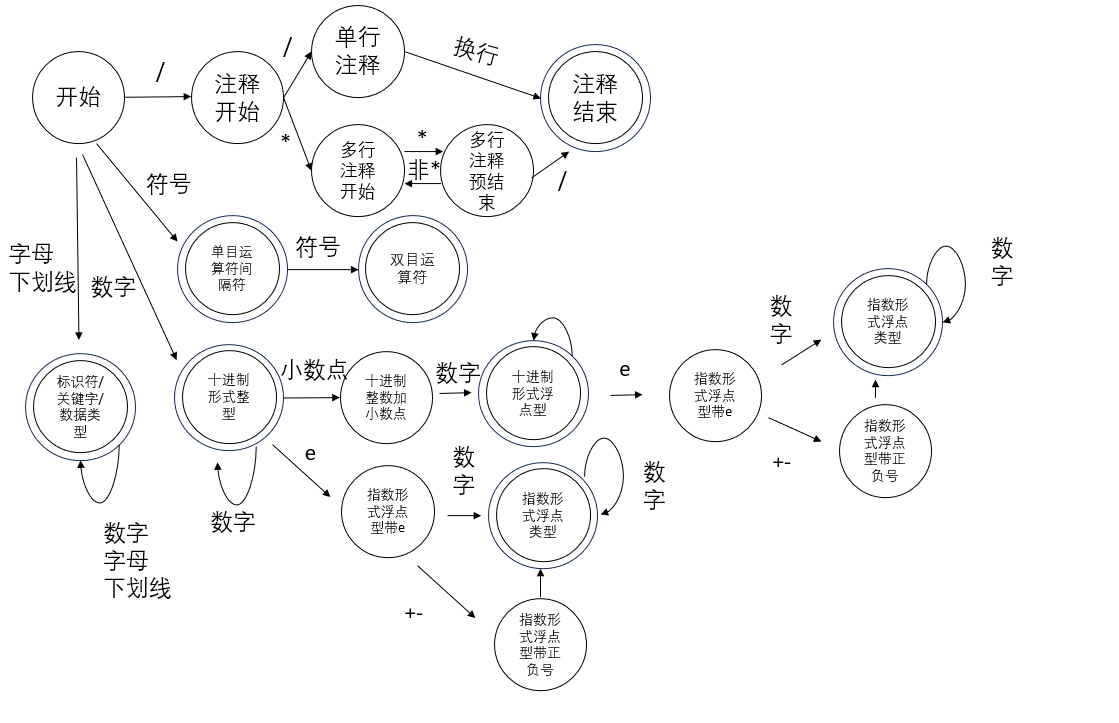 开始
/
注释
开始
/
单行
注释
换行
注释
结束
*
多行
注释
开始
*
非*
多行
注释
预结
束
/
符号
单目运
算符间
隔符
符号
双目运
算符
字母
下划线
数字
标识符/
关键字/
数据类
型
数字
字母
下划线
十进制
形式整
型
数字
小数点
十进制
整数加
小数点
数字
十进制
形式浮
点型
e
指数形
式浮点
型带e
数
字
指数形
式浮点
类型
数
字
+-
指数形
式浮点
型带正
负号
e
指数形
式浮点
型带e
数
字
指数形
式浮点
类型
数
字
+-
指数形
式浮点
型带正
负号